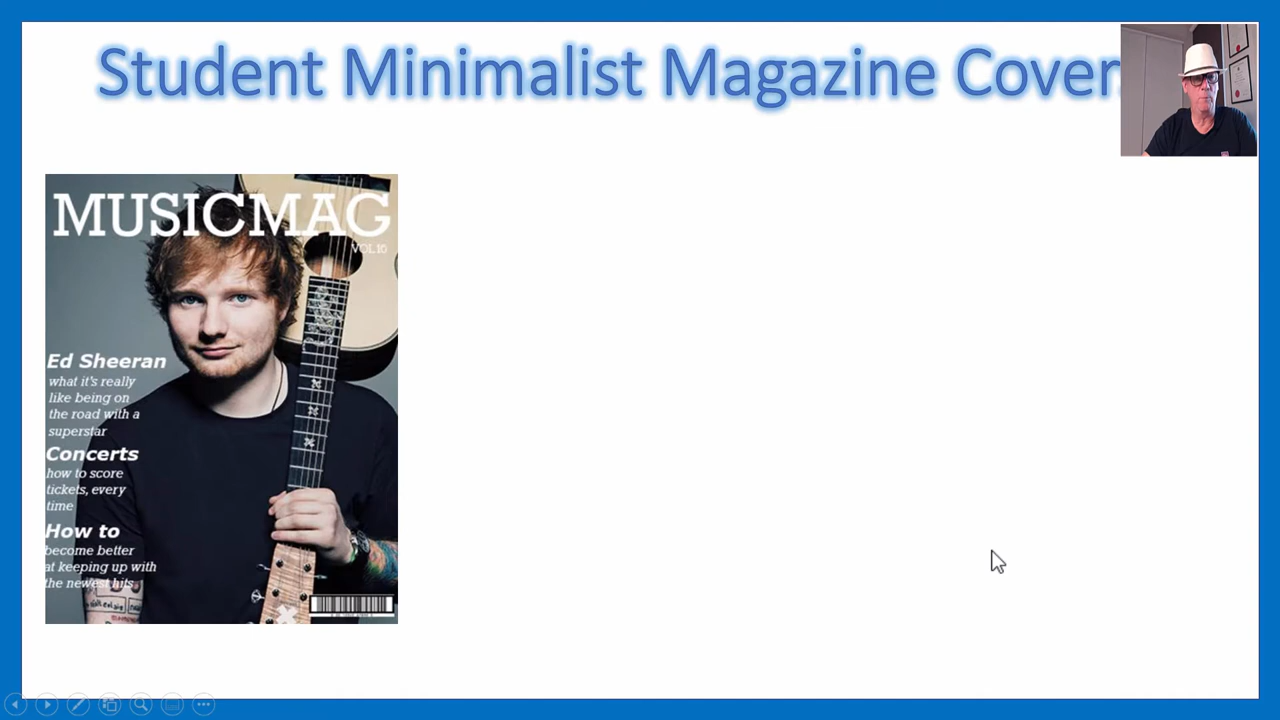 Student Minimalist Magazine Cover
MUSICMAG
VOL.10
Ed Sheeran
what it's really
like being on
the road with a
superstar
Concerts
how to score
tickets, every
time
How to
become better
at keeping up with
the newest hits